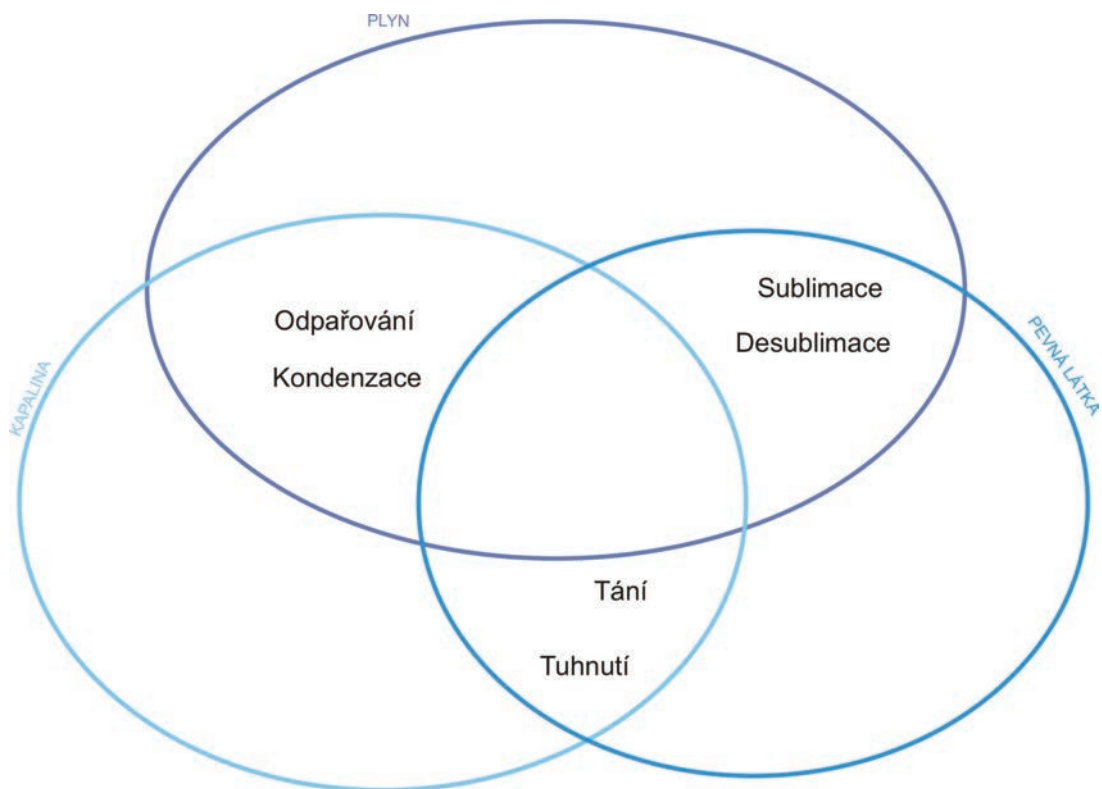 PLYN
Sublimace
Odpařování
Desublimace
Kondenzace
KAPALINA
PEVNÁ LÁTKA
Tání
Tuhnutí